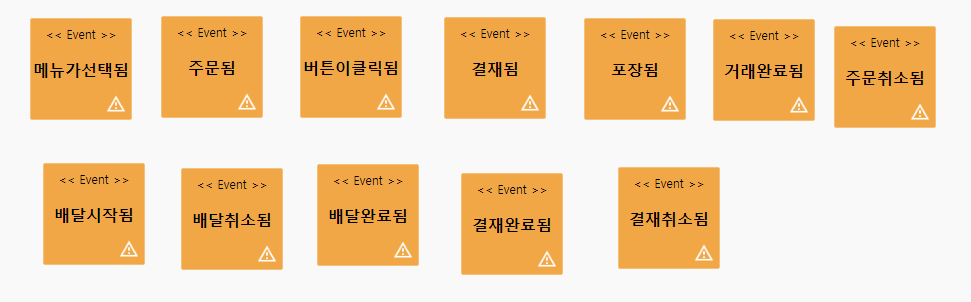 << Event >>
메뉴가선택됨
<< Event >>
주문됨
<< Event >>
버튼이클릭됨
<< Event >>
결재됨
<< Event >>
포장됨
<< Event >>
거래완료됨
<< Event >>
주문취소됨
<< Event >>
배달시작됨
<< Event >>
배달취소됨
<< Event >>
배달완료됨
<< Event >>
결재완료됨
<< Event >>
결재취소됨